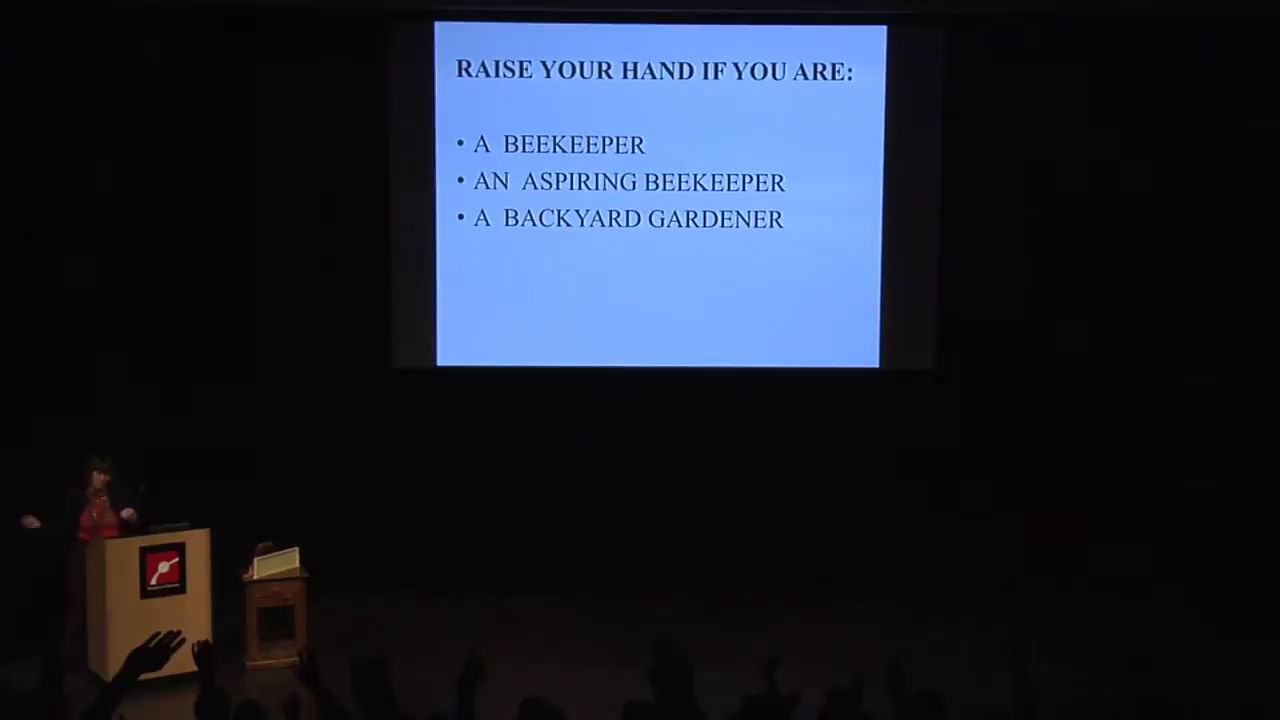 RAISE YOUR HAND IF YOU ARE:
• A BEEKEEPER
• AN ASPIRING BEEKEEPER
• A BACKYARD GARDENER